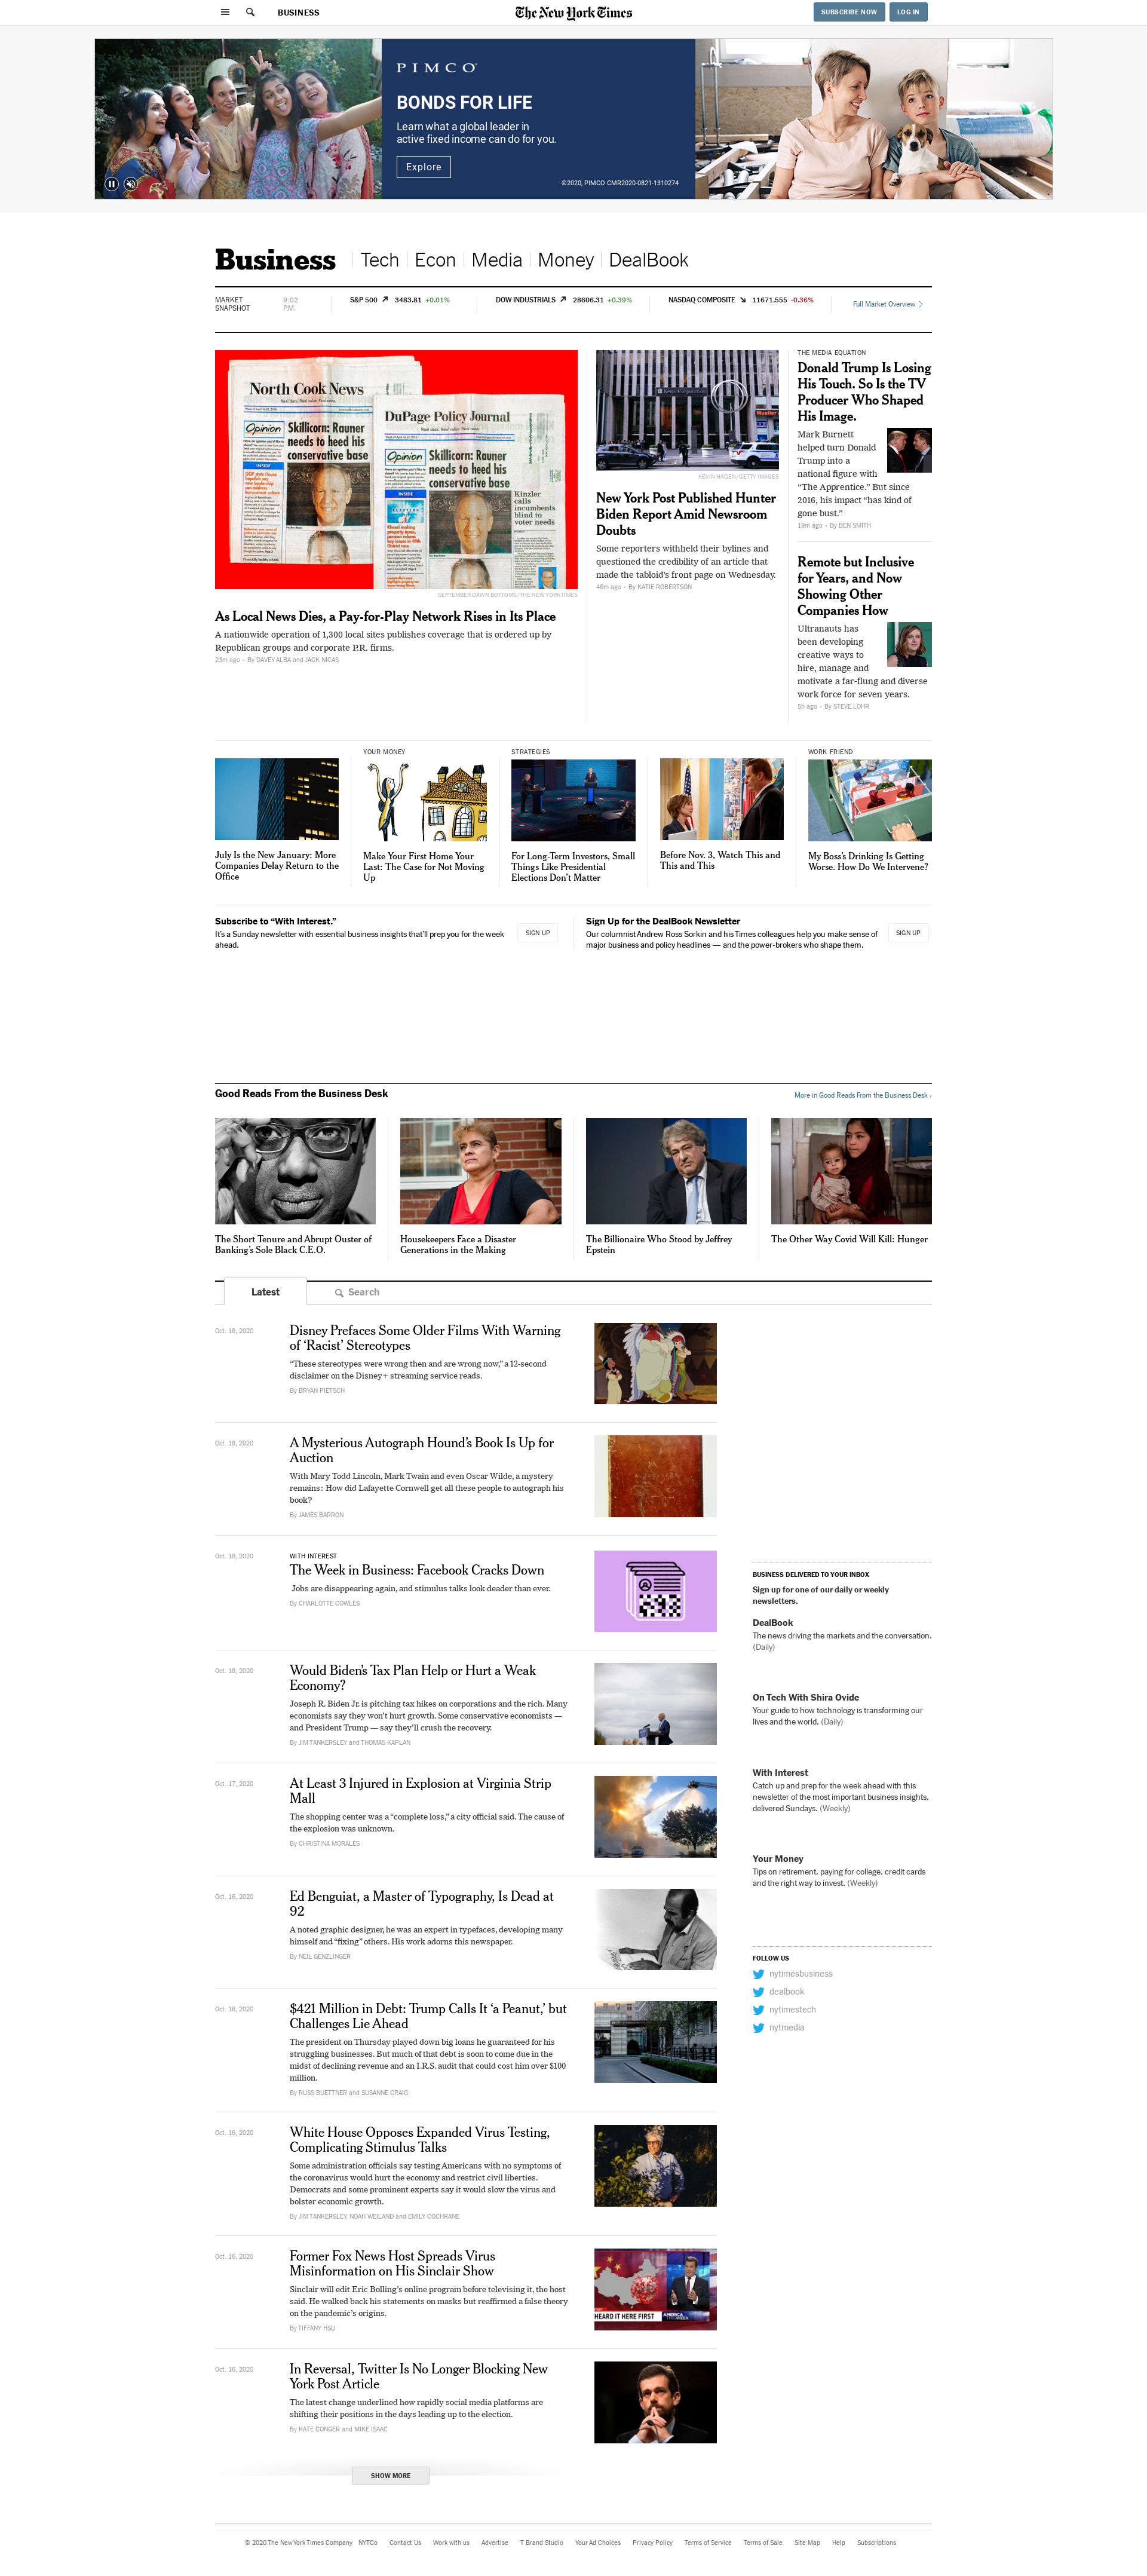 BUSINESS
The New York Times
SUBSCRIBE NOW
LOG IN
PIMCO
BONDS FOR LIFE
Learn what a global leader in
active fixed income can do for you.
Explore
©2020, PIMCO CMR2020-0821-1310274
Business
Tech
Econ
Media
Money
DealBook
MARKET
SNAPSHOT
9:02
P.M.
S&P 500 3483.81 +0.01%
DOW INDUSTRIALS 28606.31 +0.39%
NASDAQ COMPOSITE 11671.555 -0.36%
Full Market Overview
North Cook News
DuPage Policy Journal
Opinion
Skillicorn: Rauner
needs to heed his
conservative base
INSIDE
Opinion
Skillicorn: Rauner
needs to heed his
conservative base
INSIDE
Kinzler
calls
incumbents
blind to
voter needs
SEPTEMBER DAWN BOTTOMS/THE NEW YORK TIMES
As Local News Dies, a Pay-for-Play Network Rises in Its Place
A nationwide operation of 1,300 local sites publishes coverage that is ordered up by
Republican groups and corporate P.R. firms.
23m ago - By DAVEY ALBA and JACK NICAS
KEVIN HAGEN/GETTY IMAGES
New York Post Published Hunter
Biden Report Amid Newsroom
Doubts
Some reporters withheld their bylines and
questioned the credibility of an article that
made the tabloid's front page on Wednesday.
46m ago - By KATIE ROBERTSON
THE MEDIA EQUATION
Donald Trump Is Losing
His Touch. So Is the TV
Producer Who Shaped
His Image.
Mark Burnett
helped turn Donald
Trump into a
national figure with
“The Apprentice.” But since
2016, his impact “has kind of
gone bust.”
19m ago - By BEN SMITH
Remote but Inclusive
for Years, and Now
Showing Other
Companies How
Ultranauts has
been developing
creative ways to
hire, manage and
motivate a far-flung and diverse
work force for seven years.
5h ago - By STEVE LOHR
July Is the New January: More
Companies Delay Return to the
Office
YOUR MONEY
Make Your First Home Your
Last: The Case for Not Moving
Up
STRATEGIES
For Long-Term Investors, Small
Things Like Presidential
Elections Don’t Matter
Before Nov. 3, Watch This and
This and This
WORK FRIEND
My Boss’s Drinking Is Getting
Worse. How Do We Intervene?
Subscribe to “With Interest.”
It’s a Sunday newsletter with essential business insights that’ll prep you for the week
ahead.
SIGN UP
Sign Up for the DealBook Newsletter
Our columnist Andrew Ross Sorkin and his Times colleagues help you make sense of
major business and policy headlines — and the power-brokers who shape them.
SIGN UP
Good Reads From the Business Desk
More in Good Reads From the Business Desk ›
The Short Tenure and Abrupt Ouster of
Banking’s Sole Black C.E.O.
Housekeepers Face a Disaster
Generations in the Making
The Billionaire Who Stood by Jeffrey
Epstein
The Other Way Covid Will Kill: Hunger
Latest
Search
Oct. 18, 2020
Disney Prefaces Some Older Films With Warning
of ‘Racist’ Stereotypes
“These stereotypes were wrong then and are wrong now,” a 12-second
disclaimer on the Disney+ streaming service reads.
By BRYAN PIETSCH
Oct. 18, 2020
A Mysterious Autograph Hound’s Book Is Up for
Auction
With Mary Todd Lincoln, Mark Twain and even Oscar Wilde, a mystery
remains: How did Lafayette Cornwell get all these people to autograph his
book?
By JAMES BARRON
Oct. 18, 2020
WITH INTEREST
The Week in Business: Facebook Cracks Down
Jobs are disappearing again, and stimulus talks look deader than ever.
By CHARLOTTE COWLES
Oct. 18, 2020
Would Biden’s Tax Plan Help or Hurt a Weak
Economy?
Joseph R. Biden Jr. is pitching tax hikes on corporations and the rich. Many
economists say they won’t hurt growth. Some conservative economists —
and President Trump — say they’ll crush the recovery.
By JIM TANKERSLEY and THOMAS KAPLAN
Oct. 17, 2020
At Least 3 Injured in Explosion at Virginia Strip
Mall
The shopping center was a “complete loss,” a city official said. The cause of
the explosion was unknown.
By CHRISTINA MORALES
Oct. 16, 2020
Ed Benguiat, a Master of Typography, Is Dead at
92
A noted graphic designer, he was an expert in typefaces, developing many
himself and “fixing” others. His work adorns this newspaper.
By NEIL GENZLINGER
Oct. 16, 2020
$421 Million in Debt: Trump Calls It ‘a Peanut,’ but
Challenges Lie Ahead
The president on Thursday played down big loans he guaranteed for his
struggling businesses. But much of that debt is soon to come due in the
midst of declining revenue and an I.R.S. audit that could cost him over $100
million.
By RUSS BUETTNER and SUSANNE CRAIG
Oct. 16, 2020
White House Opposes Expanded Virus Testing,
Complicating Stimulus Talks
Some administration officials say testing Americans with no symptoms of
the coronavirus would hurt the economy and restrict civil liberties.
Democrats and some prominent experts say it would slow the virus and
bolster economic growth.
By JIM TANKERSLEY, NOAH WEILAND and EMILY COCHRANE
Oct. 16, 2020
Former Fox News Host Spreads Virus
Misinformation on His Sinclair Show
Sinclair will edit Eric Bolling’s online program before televising it, the host
said. He walked back his statements on masks but reaffirmed a false theory
on the pandemic’s origins.
By TIFFANY HSU
HEARD IT HERE FIRST
AMERICA
Oct. 16, 2020
In Reversal, Twitter Is No Longer Blocking New
York Post Article
The latest change underlined how rapidly social media platforms are
shifting their positions in the days leading up to the election.
By KATE CONGER and MIKE ISAAC
SHOW MORE
BUSINESS DELIVERED TO YOUR INBOX
Sign up for one of our daily or weekly
newsletters.
DealBook
The news driving the markets and the conversation.
(Daily)
On Tech With Shira Ovide
Your guide to how technology is transforming our
lives and the world. (Daily)
With Interest
Catch up and prep for the week ahead with this
newsletter of the most important business insights,
delivered Sundays. (Weekly)
Your Money
Tips on retirement, paying for college, credit cards
and the right way to invest. (Weekly)
FOLLOW US
nytimesbusiness
dealbook
nytimestech
nytmedia
© 2020 The New York Times Company NYTCo Contact Us Work with us Advertise T Brand Studio Your Ad Choices Privacy Policy Terms of Service Terms of Sale Site Map Help Subscriptions